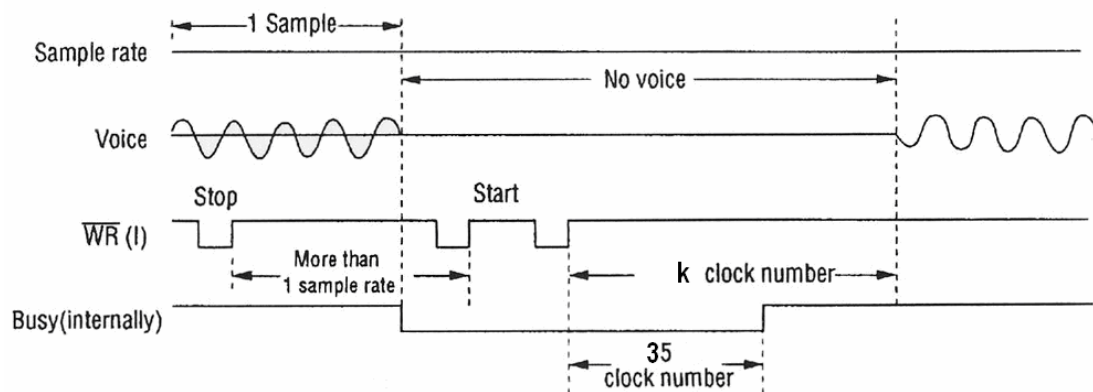 1 Sample
Sample rate
No voice
Voice
Stop
Start
WR (I)
More than
1 sample rate
k clock number
Busy(internally)
35
clock number